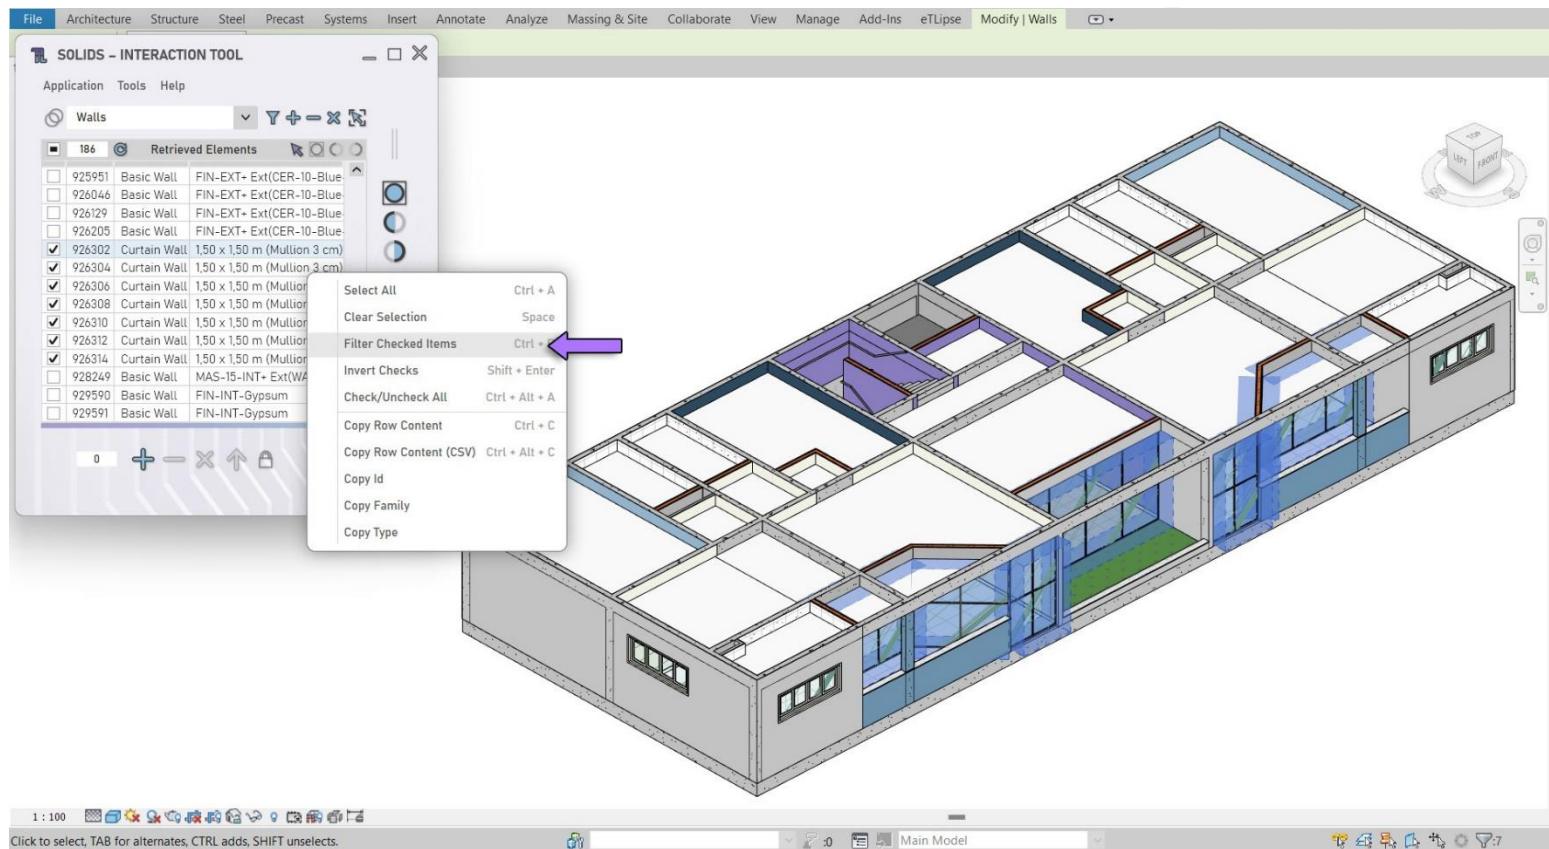 File Architecture Structure Steel Precast Systems Insert Annotate Analyze Massing & Site Collaborate View Manage Add-Ins eTLipse Modify | Walls
SOLIDS – INTERACTION TOOL
Application Tools Help
Walls
186 Retrieved Elements
925951 Basic Wall FIN-EXT+ Ext(CER-10-Blue-
926046 Basic Wall FIN-EXT+ Ext(CER-10-Blue-
926129 Basic Wall FIN-EXT+ Ext(CER-10-Blue-
926205 Basic Wall FIN-EXT+ Ext(CER-10-Blue-
926302 Curtain Wall 1,50 x 1,50 m (Mullion 3 cm)
926304 Curtain Wall 1,50 x 1,50 m (Mullion 3 cm)
926306 Curtain Wall 1,50 x 1,50 m (Mullion
926308 Curtain Wall 1,50 x 1,50 m (Mullion
926310 Curtain Wall 1,50 x 1,50 m (Mullion
926312 Curtain Wall 1,50 x 1,50 m (Mullion
926314 Curtain Wall 1,50 x 1,50 m (Mullion
928249 Basic Wall MAS-15-INT+ Ext(WA
929590 Basic Wall FIN-INT-Gypsum
929591 Basic Wall FIN-INT-Gypsum
0
Select All Ctrl + A
Clear Selection Space
Filter Checked Items Ctrl +
Invert Checks Shift + Enter
Check/Uncheck All Ctrl + Alt + A
Copy Row Content Ctrl + C
Copy Row Content (CSV) Ctrl + Alt + C
Copy Id
Copy Family
Copy Type
TOP
LEFT FRONT
1 : 100
Click to select, TAB for alternates, CTRL adds, SHIFT unselects. :0 Main Model :7